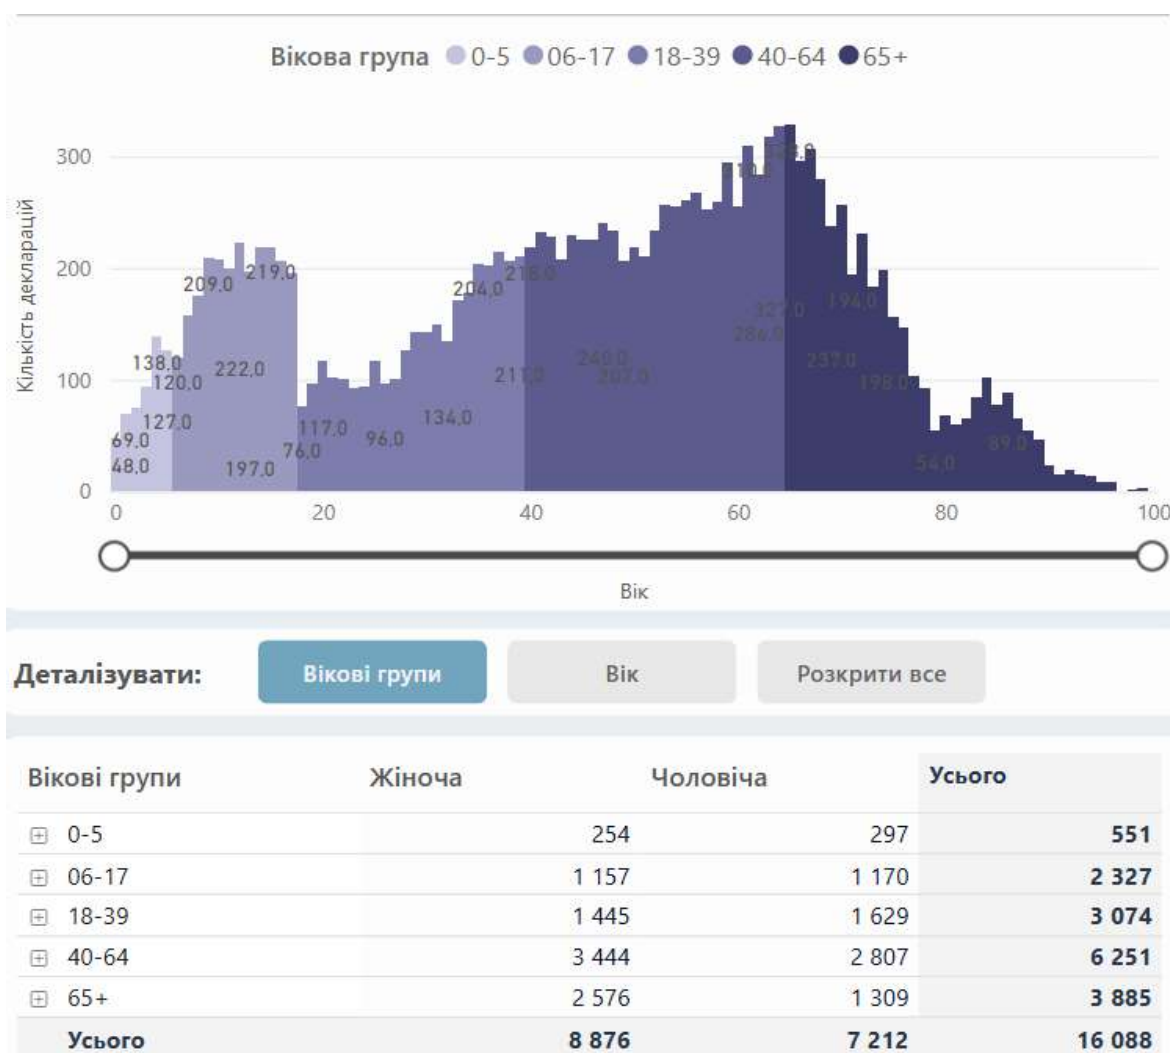 Вікова група 0-5 06-17 18-39 40-64 65+
Кількість декларацій
300
200
100
0
69,0
48,0
138,0
127,0
120,0
209,0
222,0
197,0
219,0
76,0
117,0
96,0
134,0
204,0
211,0
218,0
240,0
207,0
310,0
284,0
327,0
328,0
237,0
194,0
198,0
54,0
89,0
0 20 40 60 80 100
Вік
Деталізувати: Вікові групи Вік Розкрити все
Вікові групи Жіноча Чоловіча Усього
0-5 254 297 551
06-17 1 157 1 170 2 327
18-39 1 445 1 629 3 074
40-64 3 444 2 807 6 251
65+ 2 576 1 309 3 885
Усього 8 876 7 212 16 088